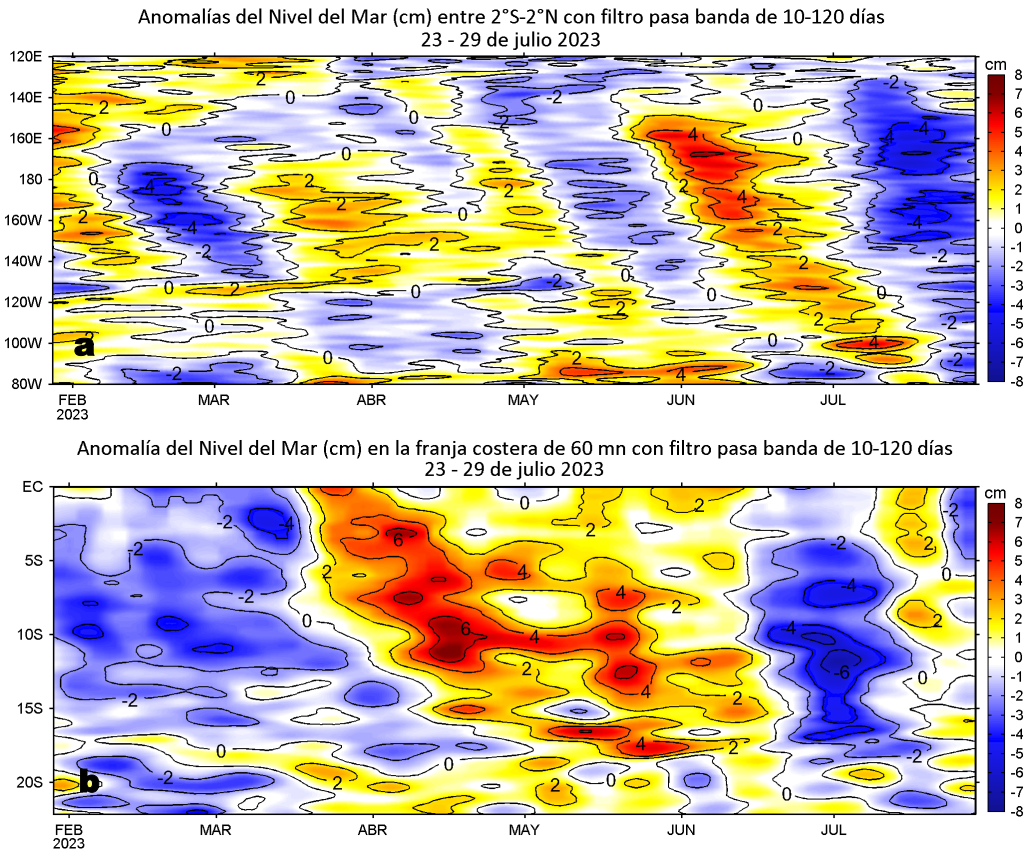 Anomalías del Nivel del Mar (cm) entre 2°S-2°N con filtro pasa banda de 10-120 días
23 - 29 de julio 2023
cm
120E
140E
160E
180
160W
140W
120W
100W
80W
8
7
6
5
4
3
2
1
0
-1
-2
-3
-4
-5
-6
-7
-8
a
FEB MAR ABR MAY JUN JUL
2023
Anomalía del Nivel del Mar (cm) en la franja costera de 60 mn con filtro pasa banda de 10-120 días
23 - 29 de julio 2023
cm
EC
5S
10S
15S
20S
8
7
6
5
4
3
2
1
0
-1
-2
-3
-4
-5
-6
-7
-8
b
FEB MAR ABR MAY JUN JUL
2023